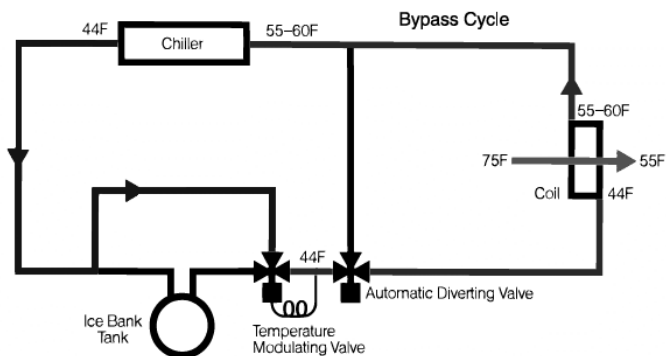 Bypass Cycle
44F
Chiller
55-60F
55-60F
75F
55F
Coil
44F
44F
Automatic Diverting Valve
Ice Bank
Tank
Temperature
Modulating Valve